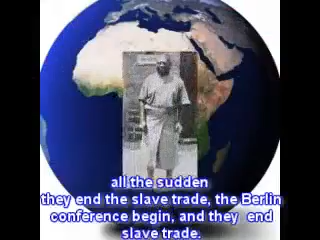 all the sudden
they end the slave trade, the Berlin
conference begin, and they  end
slave trade.